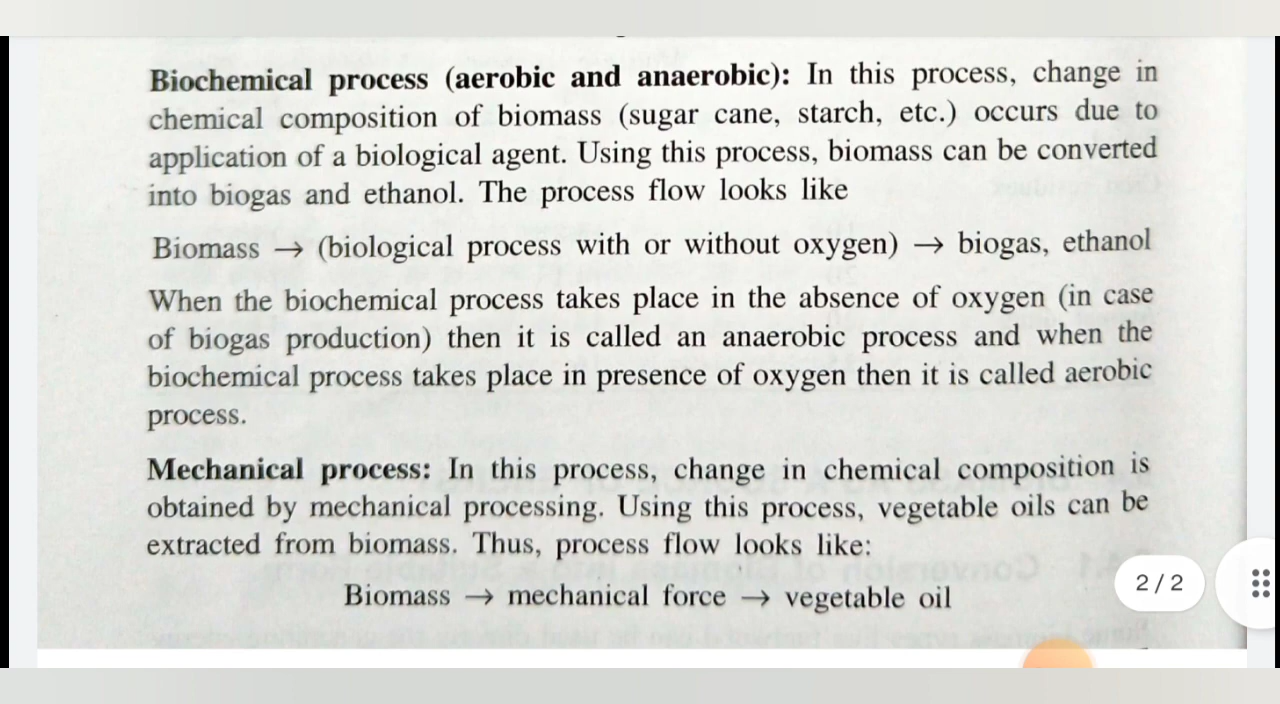 Biochemical process (aerobic and anaerobic): In this process, change in
chemical composition of biomass (sugar cane, starch, etc.) occurs due to
application of a biological agent. Using this process, biomass can be converted
into biogas and ethanol. The process flow looks like
Biomass → (biological process with or without oxygen) → biogas, ethanol
When the biochemical process takes place in the absence of oxygen (in case
of biogas production) then it is called an anaerobic process and when the
biochemical process takes place in presence of oxygen then it is called aerobic
process.
Mechanical process: In this process, change in chemical composition is
obtained by mechanical processing. Using this process, vegetable oils can be
extracted from biomass. Thus, process flow looks like:
Biomass → mechanical force → vegetable oil
2 / 2